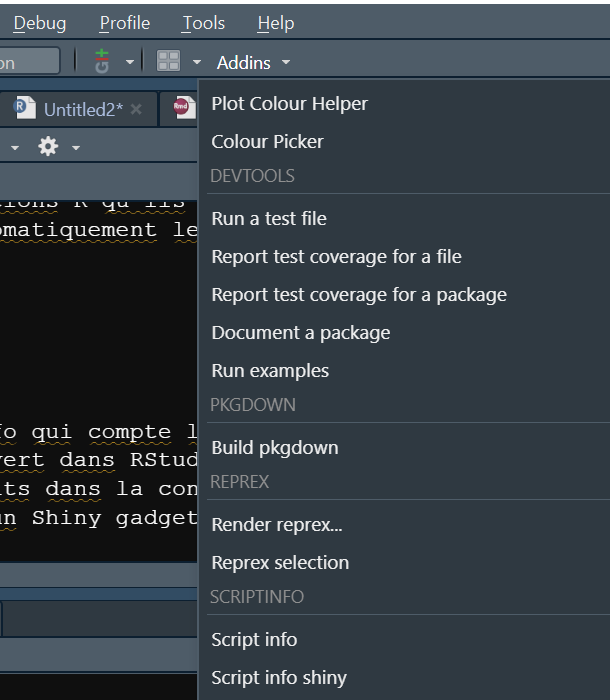 Debug Profile Tools Help
on Addins
Untitled2*
Plot Colour Helper
Colour Picker
DEVTOOLS
R qu'ils
omatiquement le
Run a test file
Report test coverage for a file
Report test coverage for a package
Document a package
Run examples
PKGDOWN
fo qui compte l
Build pkgdown
vert dans RStud
REPREX
ts dans la con
un Shiny gadget
Render reprex...
Reprex selection
SCRIPTINFO
Script info
Script info shiny